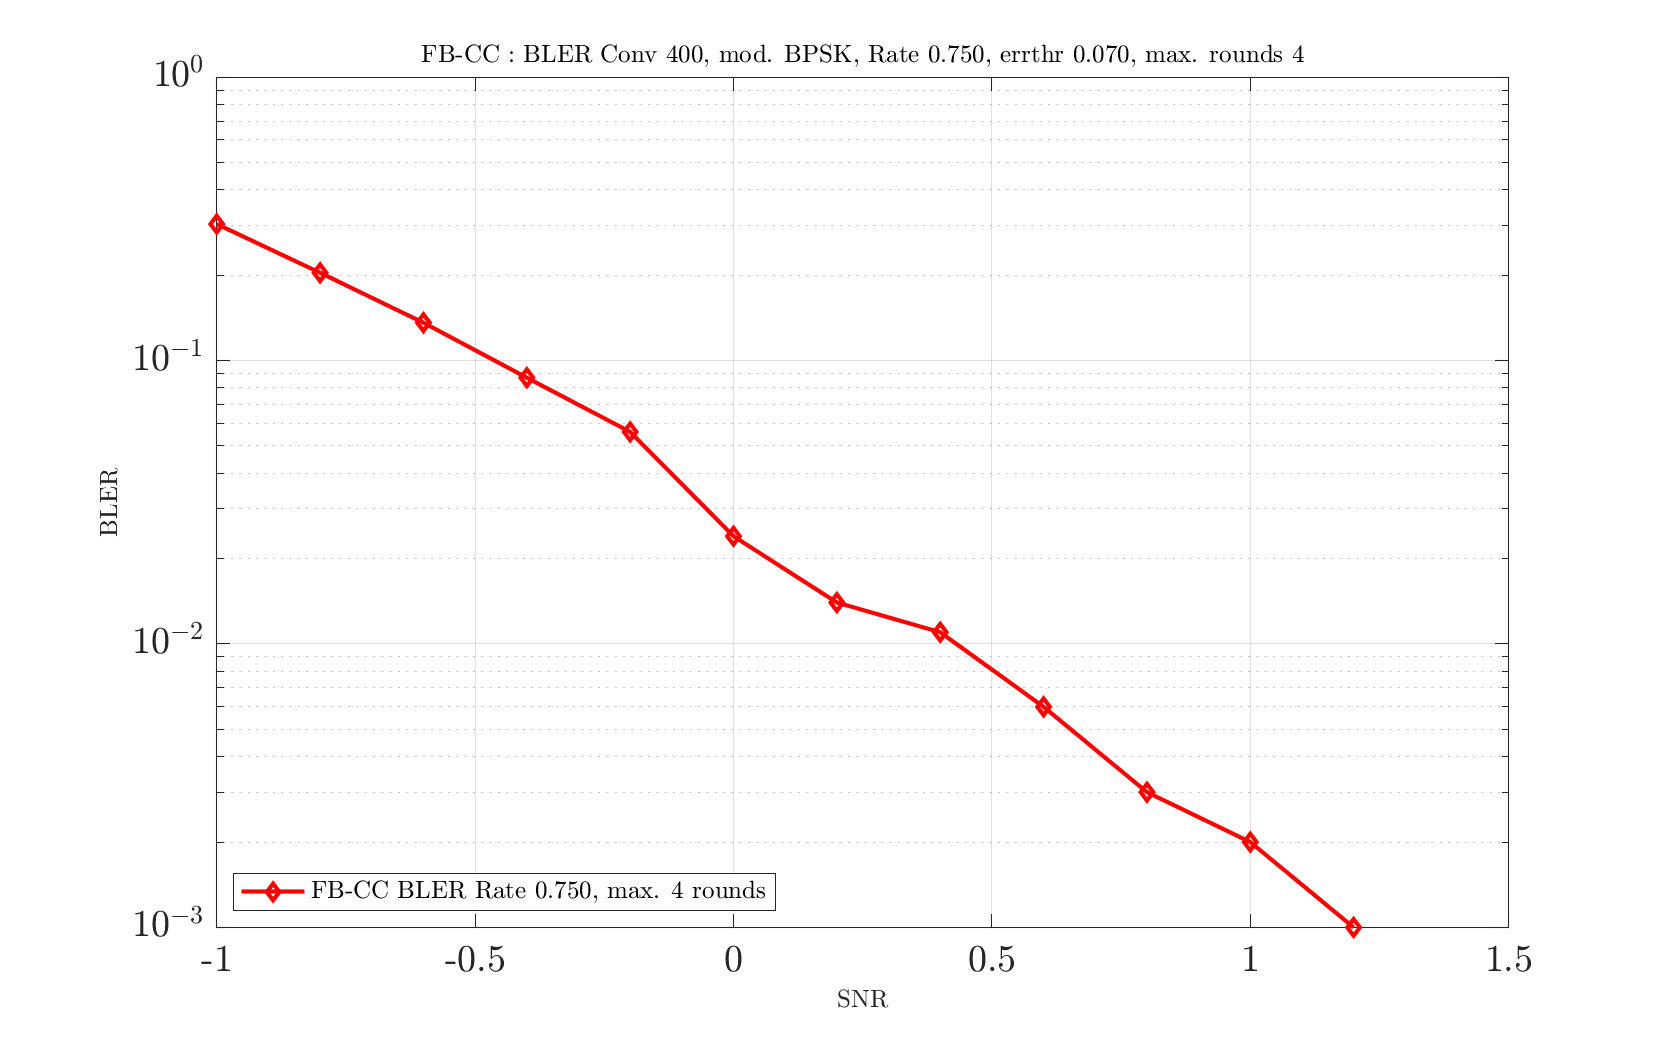 FB-CC : BLER Conv 400, mod. BPSK, Rate 0.750, errthr 0.070, max. rounds 4
10^0
10^{-1}
10^{-2}
10^{-3}
BLER
FB-CC BLER Rate 0.750, max. 4 rounds
-1 -0.5 0 0.5 1 1.5
SNR